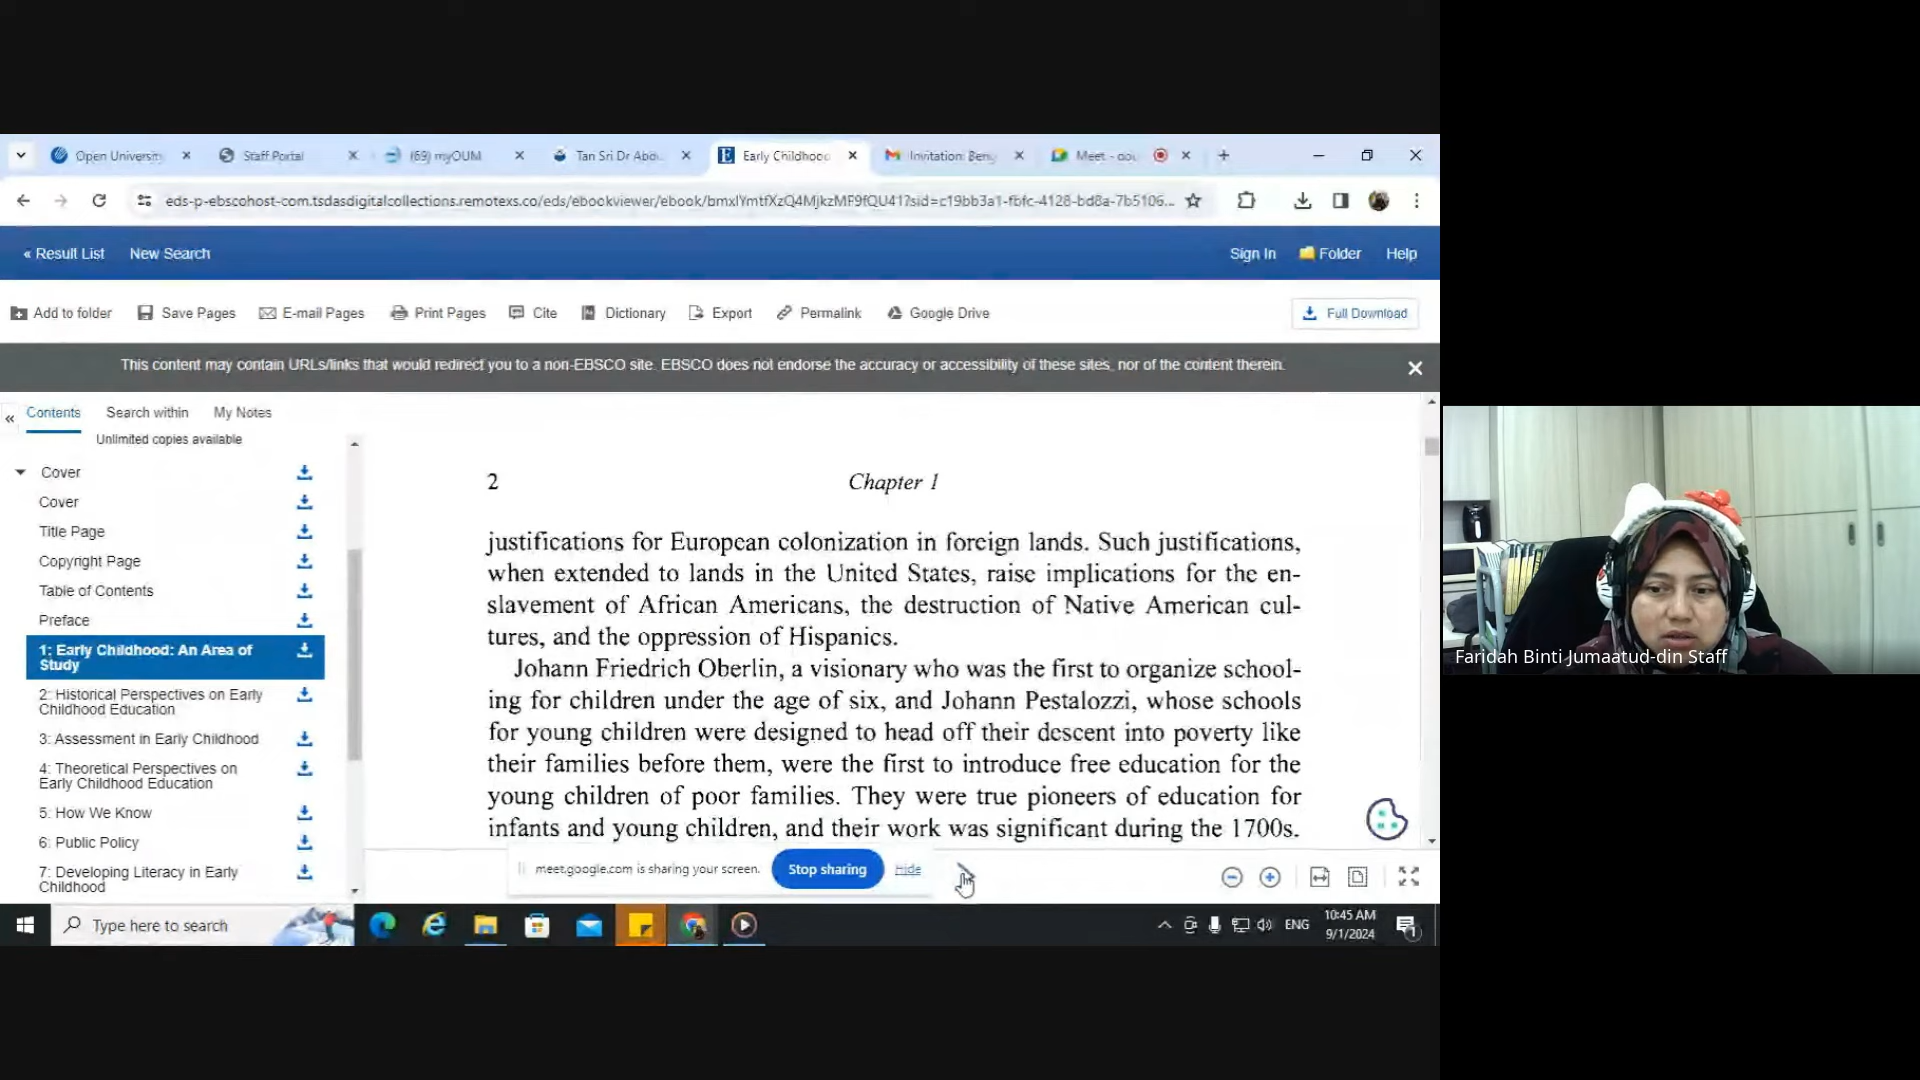 Open Universit
Staff Portal
(69) myOUM
Tan Sri Dr Abdu
Early Childhood
Invitation: Beng
Meet - aou
eds-p-ebscohost-com.tsdasdigitalcollections.remotexs.co/eds/ebookviewer/ebook/
« Result List New Search
Sign In Folder Help
Add to folder Save Pages E-mail Pages Print Pages Cite Dictionary Export Permalink Google Drive Full Download
This content may contain URLs/links that would redirect you to a non-EBSCO site. EBSCO does not endorse the accuracy or accessibility of these sites, nor of the content therein.
« Contents Search within My Notes
Unlimited copies available
Cover
Cover
Title Page
Copyright Page
Table of Contents
Preface
1: Early Childhood: An Area of
Study
2: Historical Perspectives on Early
Childhood Education
3: Assessment in Early Childhood
4: Theoretical Perspectives on
Early Childhood Education
5: How We Know
6: Public Policy
7: Developing Literacy in Early
Childhood
2 Chapter 1
justifications for European colonization in foreign lands. Such justifications,
when extended to lands in the United States, raise implications for the en-
slavement of African Americans, the destruction of Native American cul-
tures, and the oppression of Hispanics.
Johann Friedrich Oberlin, a visionary who was the first to organize school-
ing for children under the age of six, and Johann Pestalozzi, whose schools
for young children were designed to head off their descent into poverty like
their families before them, were the first to introduce free education for the
young children of poor families. They were true pioneers of education for
infants and young children, and their work was significant during the 1700s.
meet.google.com is sharing your screen. Stop sharing Hide
Type here to search
ENG
10:45 AM
9/1/2024
Faridah Binti Jumaatud-din Staff